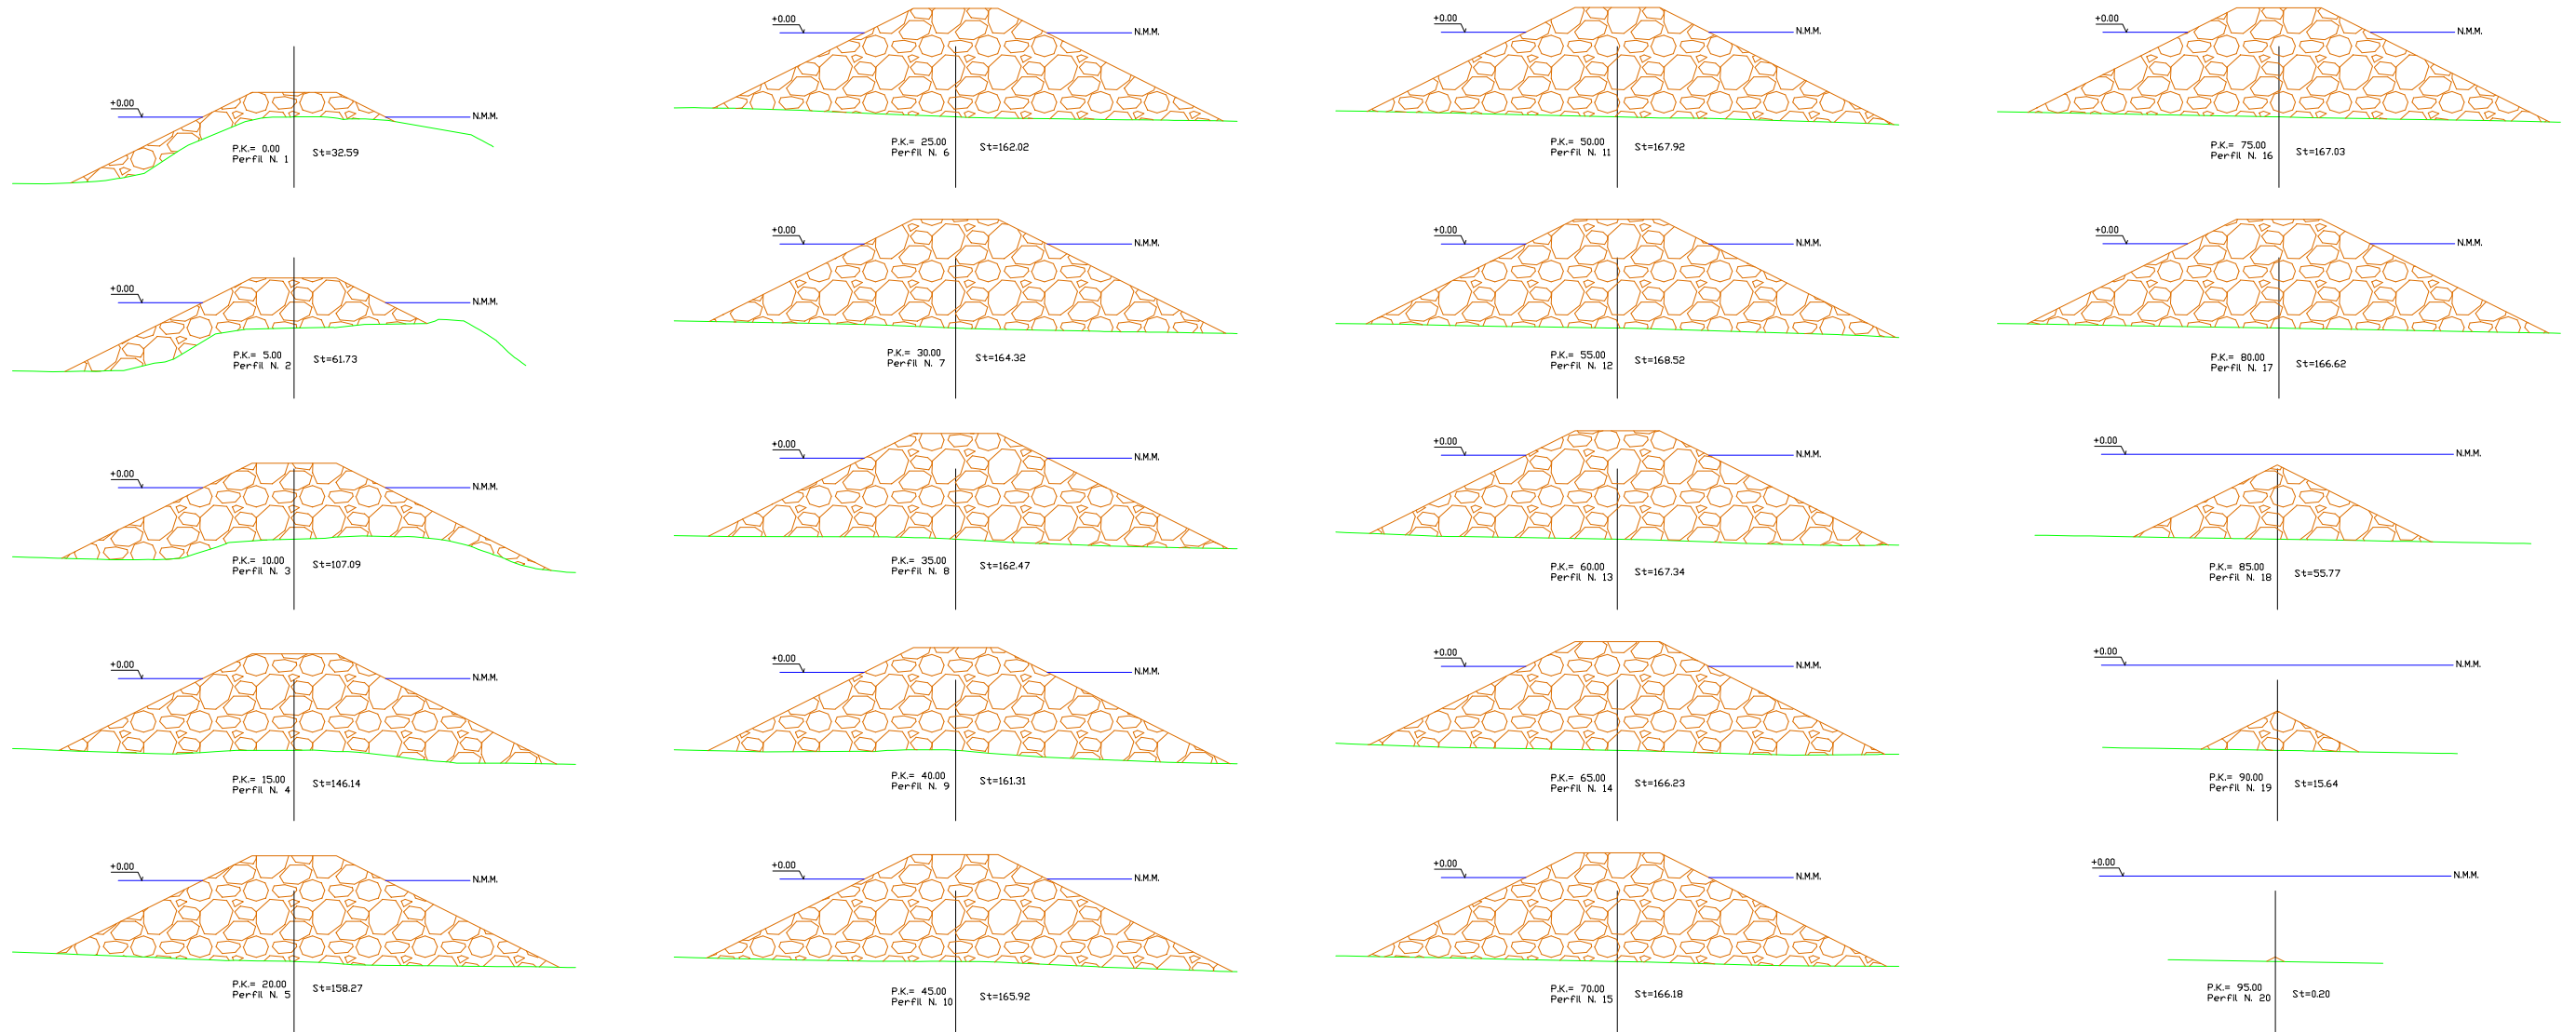 +0.00
N.M.M.
P.K.= 0.00
Perfil N. 1
St=32.59
+0.00
N.M.M.
P.K.= 5.00
Perfil N. 2
St=61.73
+0.00
N.M.M.
P.K.= 10.00
Perfil N. 3
St=107.09
+0.00
N.M.M.
P.K.= 15.00
Perfil N. 4
St=146.14
+0.00
N.M.M.
P.K.= 20.00
Perfil N. 5
St=158.27
+0.00
N.M.M.
P.K.= 25.00
Perfil N. 6
St=162.02
+0.00
N.M.M.
P.K.= 30.00
Perfil N. 7
St=164.32
+0.00
N.M.M.
P.K.= 35.00
Perfil N. 8
St=162.47
+0.00
N.M.M.
P.K.= 40.00
Perfil N. 9
St=161.31
+0.00
N.M.M.
P.K.= 45.00
Perfil N. 10
St=165.92
+0.00
N.M.M.
P.K.= 50.00
Perfil N. 11
St=167.92
+0.00
N.M.M.
P.K.= 55.00
Perfil N. 12
St=168.52
+0.00
N.M.M.
P.K.= 60.00
Perfil N. 13
St=167.34
+0.00
N.M.M.
P.K.= 65.00
Perfil N. 14
St=166.23
+0.00
N.M.M.
P.K.= 70.00
Perfil N. 15
St=166.18
+0.00
N.M.M.
P.K.= 75.00
Perfil N. 16
St=167.03
+0.00
N.M.M.
P.K.= 80.00
Perfil N. 17
St=166.62
+0.00
N.M.M.
P.K.= 85.00
Perfil N. 18
St=55.77
+0.00
N.M.M.
P.K.= 90.00
Perfil N. 19
St=15.64
+0.00
N.M.M.
P.K.= 95.00
Perfil N. 20
St=0.20